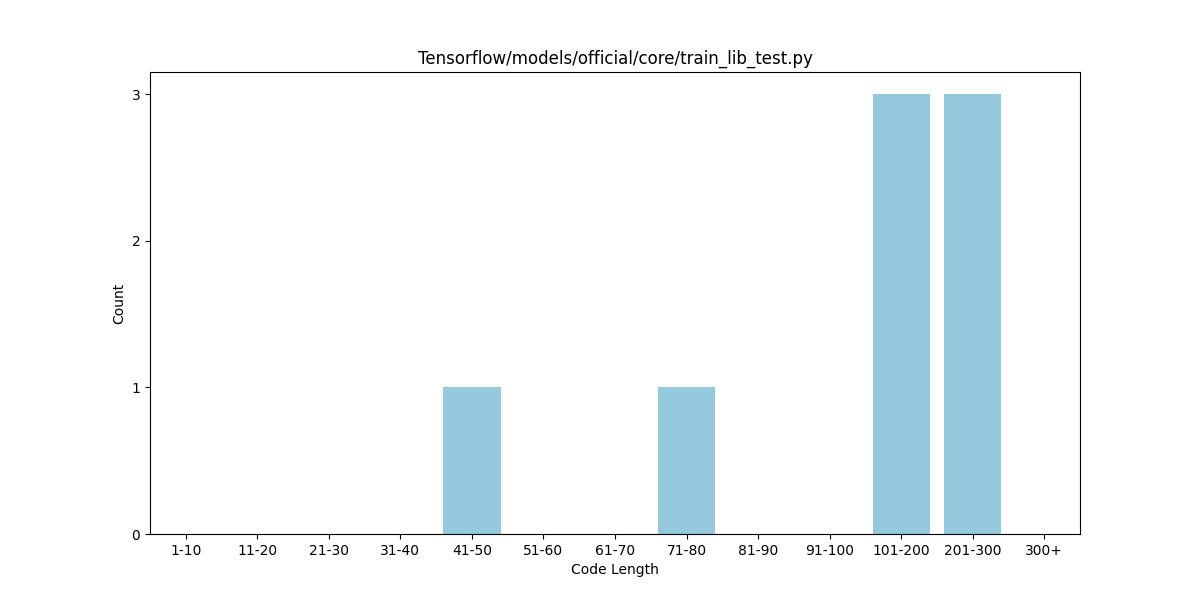 Tensorflow/models/official/core/train_lib_test.py
3
2
1
0
Count
1-10 11-20 21-30 31-40 41-50 51-60 61-70 71-80 81-90 91-100 101-200 201-300 300+
Code Length